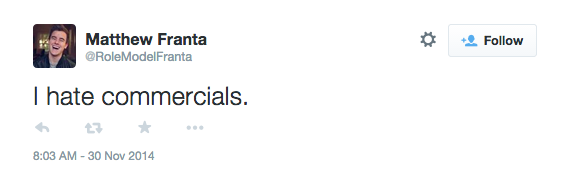 Matthew Franta
@RoleModelFranta
Follow
I hate commercials.
8:03 AM - 30 Nov 2014